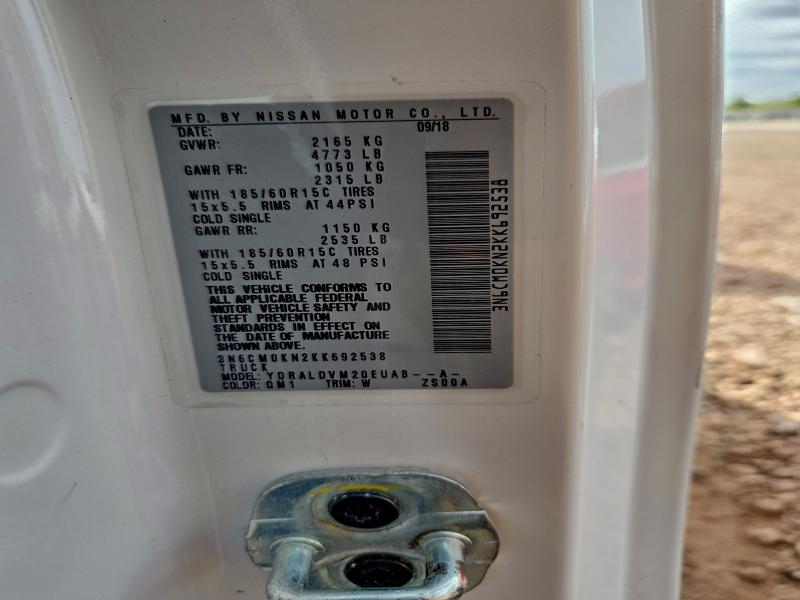 MFD. BY NISSAN MOTOR CO., LTD.
DATE: 09/18
GVWR: 2165 KG
4773 LB
GAWR FR: 1050 KG
2315 LB
WITH 185/60R15C TIRES
15x5.5 RIMS AT 44PSI
COLD SINGLE
GAWR RR: 1150 KG
2535 LB
WITH 185/60R15C TIRES
15x5.5 RIMS AT 48 PSI
COLD SINGLE
THIS VEHICLE CONFORMS TO
ALL APPLICABLE FEDERAL
MOTOR VEHICLE SAFETY AND
THEFT PREVENTION
STANDARDS IN EFFECT ON
THE DATE OF MANUFACTURE
SHOWN ABOVE.
3N6CM0KN2KK692538
TRUCK
MODEL: YDRALDVM20EUAB--A-
COLOR: QM1 TRIM: W ZS00A
3N6CM0KN2KK692538